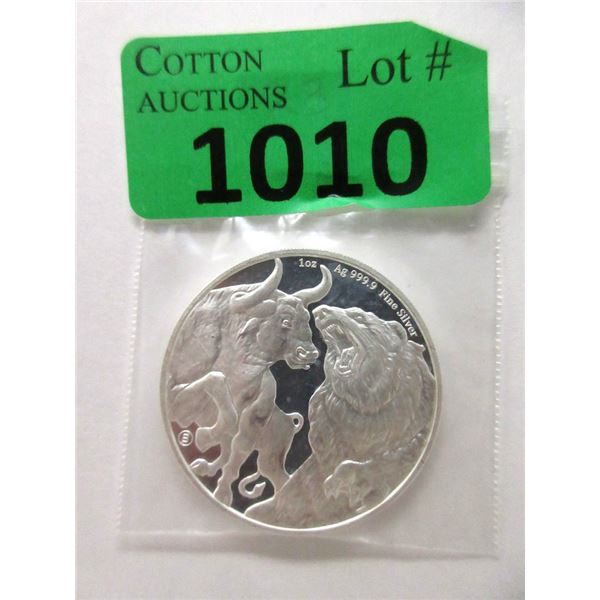 COTTON Lot #
AUCTIONS
1010
1oz Ag 999.9 Fine Silver